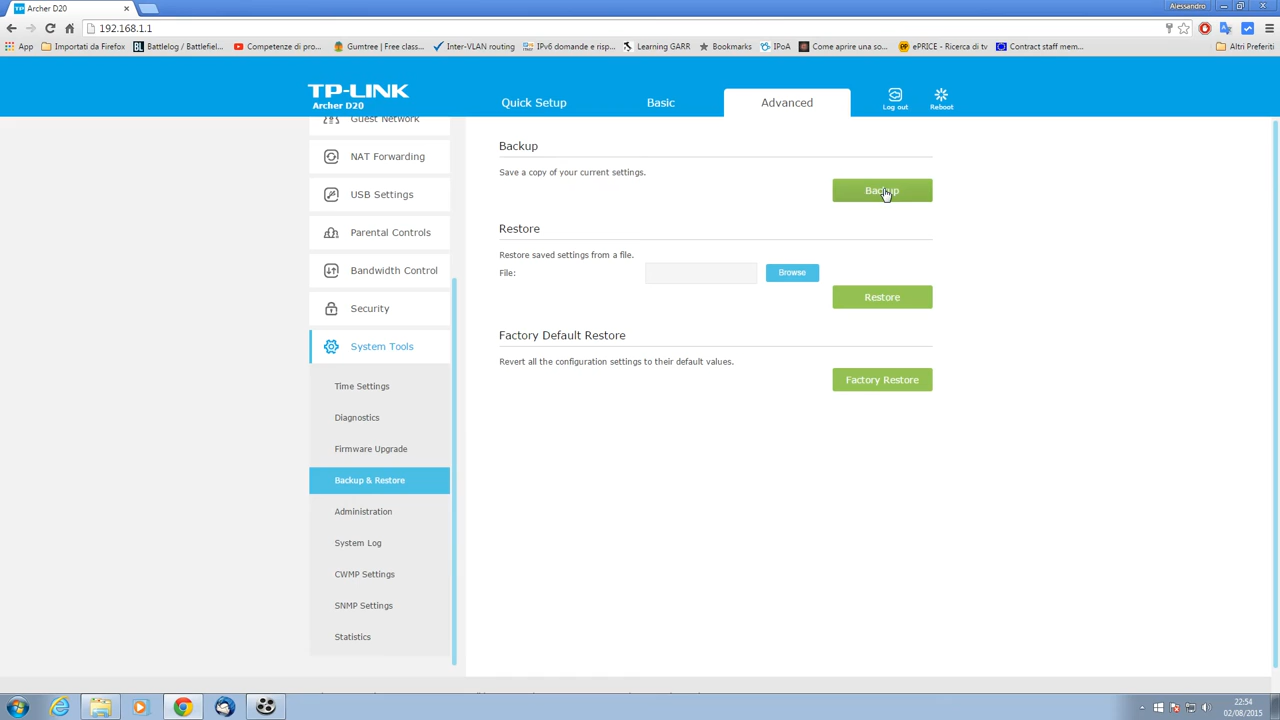 Archer D20
Alessandro
192.168.1.1
App
Importati da Firefox
Battlelog / Battlefiel...
Competenze di pro...
Gumtree | Free class...
Inter-VLAN routing
IPv6 domande e risp...
Learning GARR
Bookmarks
IPoA
Come aprire una so...
ePRICE - Ricerca di tv
Contract staff mem...
Altri Preferiti
TP-LINK
Archer D20
Quick Setup
Basic
Advanced
Log out
Reboot
Guest Network
NAT Forwarding
USB Settings
Parental Controls
Bandwidth Control
Security
System Tools
Time Settings
Diagnostics
Firmware Upgrade
Backup & Restore
Administration
System Log
CWMP Settings
SNMP Settings
Statistics
Backup
Save a copy of your current settings.
Backup
Restore
Restore saved settings from a file.
File:
Browse
Restore
Factory Default Restore
Revert all the configuration settings to their default values.
Factory Restore
22:54
02/08/2015